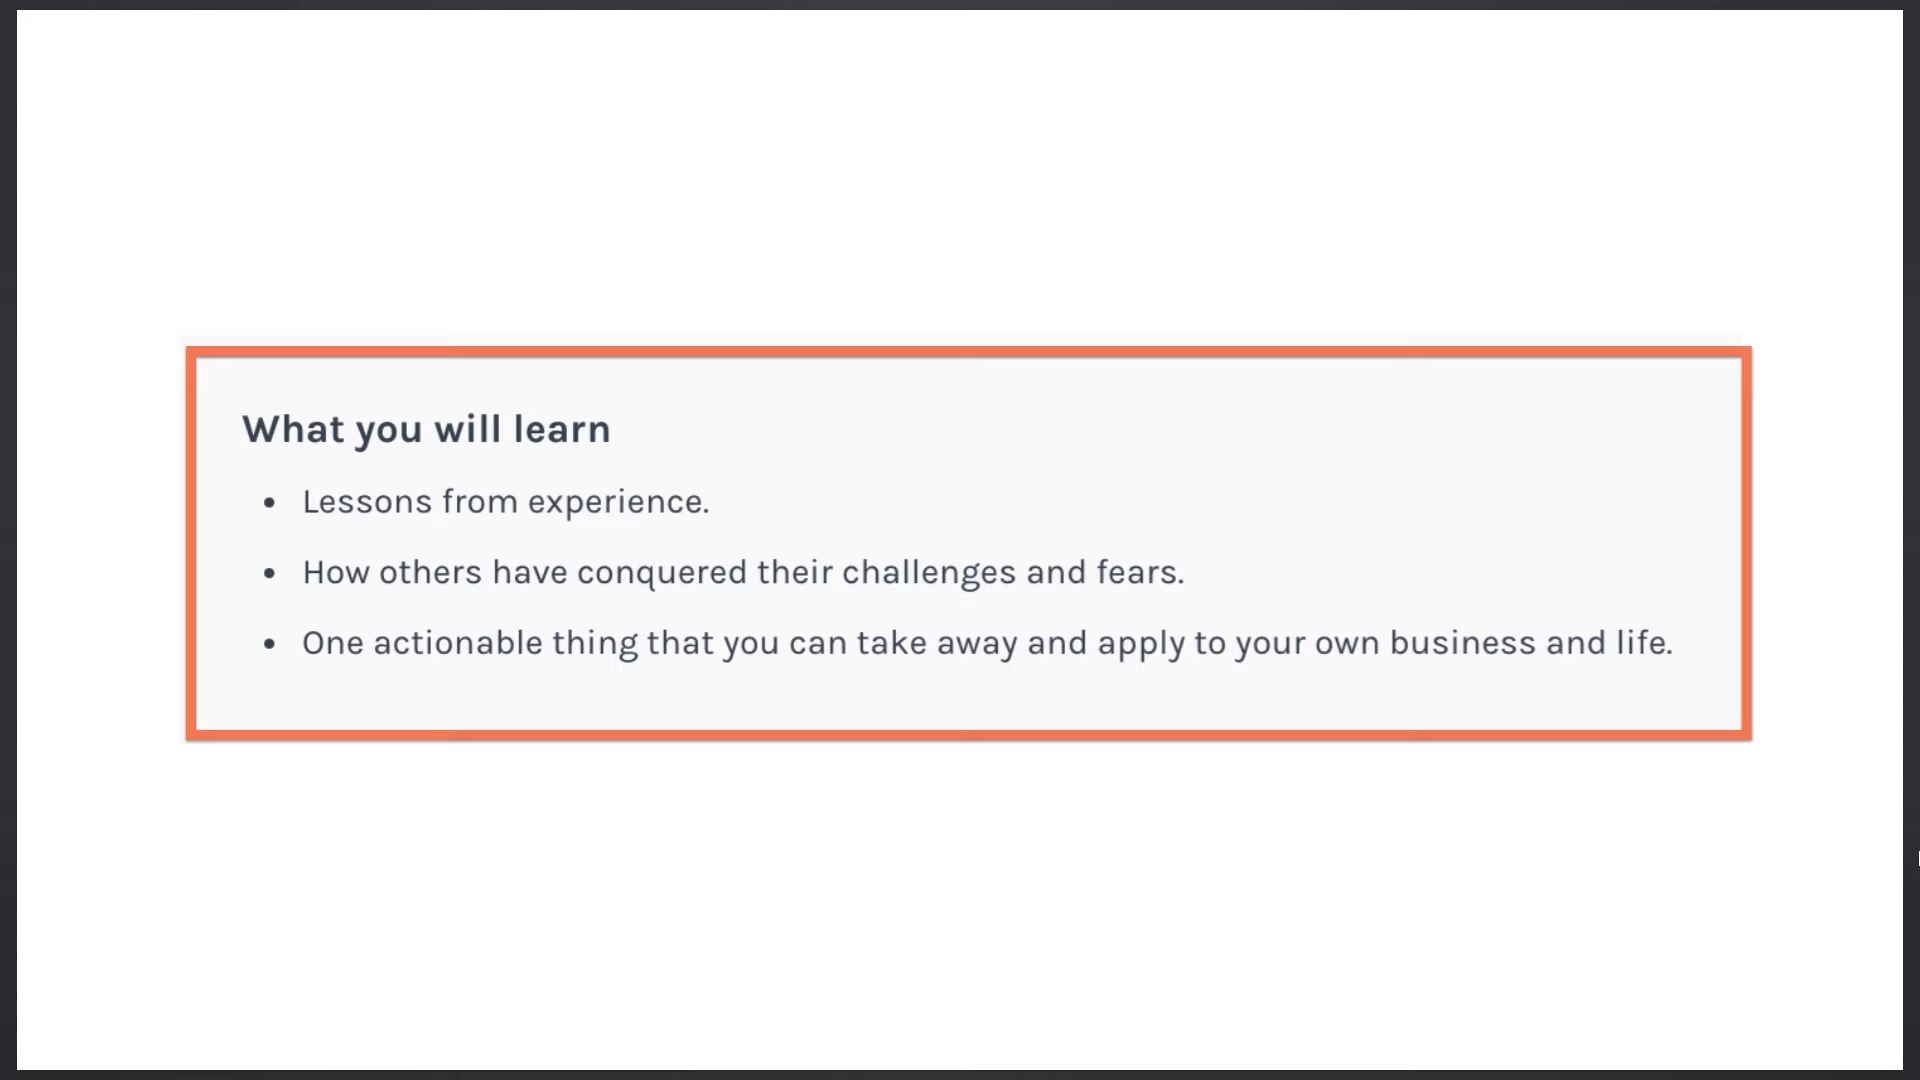 What you will learn
• Lessons from experience.
• How others have conquered their challenges and fears.
• One actionable thing that you can take away and apply to your own business and life.